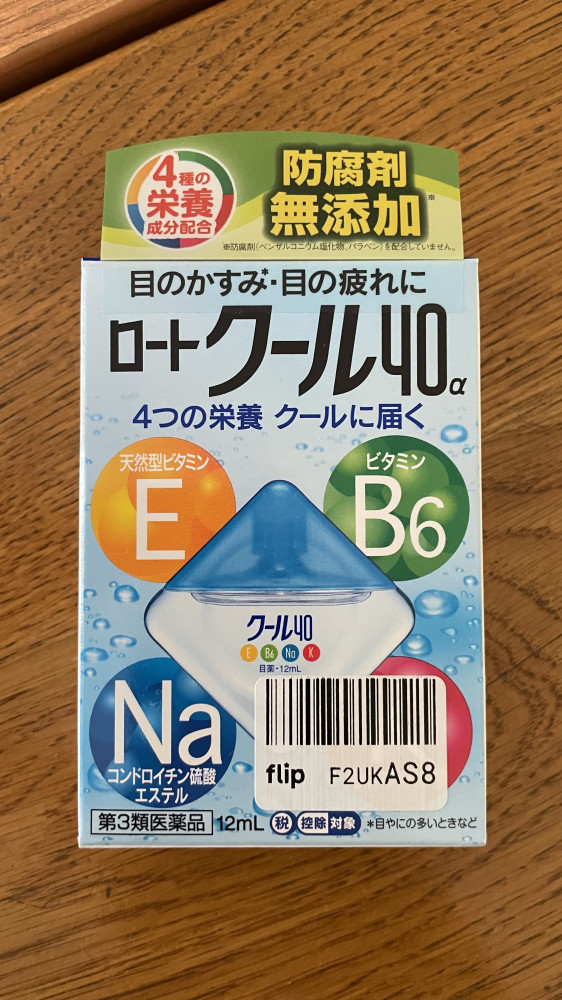 4種の
栄養
成分配合
防腐剤
無添加※
※防腐剤(ベンザルコニウム塩化物、パラベン)を配合していません。
目のかすみ*・目の疲れに
ロートクール40α
4つの栄養 クールに届く
天然型ビタミン
E
ビタミン
B6
クール40
E B6 Na K
目薬・12mL
Na
コンドロイチン硫酸
エステル
flip F2UKAS8
第3類医薬品 12mL 税 控除 対象 *目やにの多いときなど